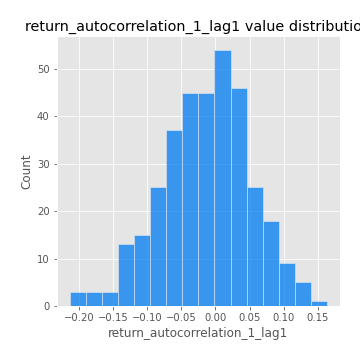 return_autocorrelation_1_lag1 value distributio
50
40
30
20
10
0
Count
−0.20 −0.15 −0.10 −0.05 0.00 0.05 0.10 0.15
return_autocorrelation_1_lag1